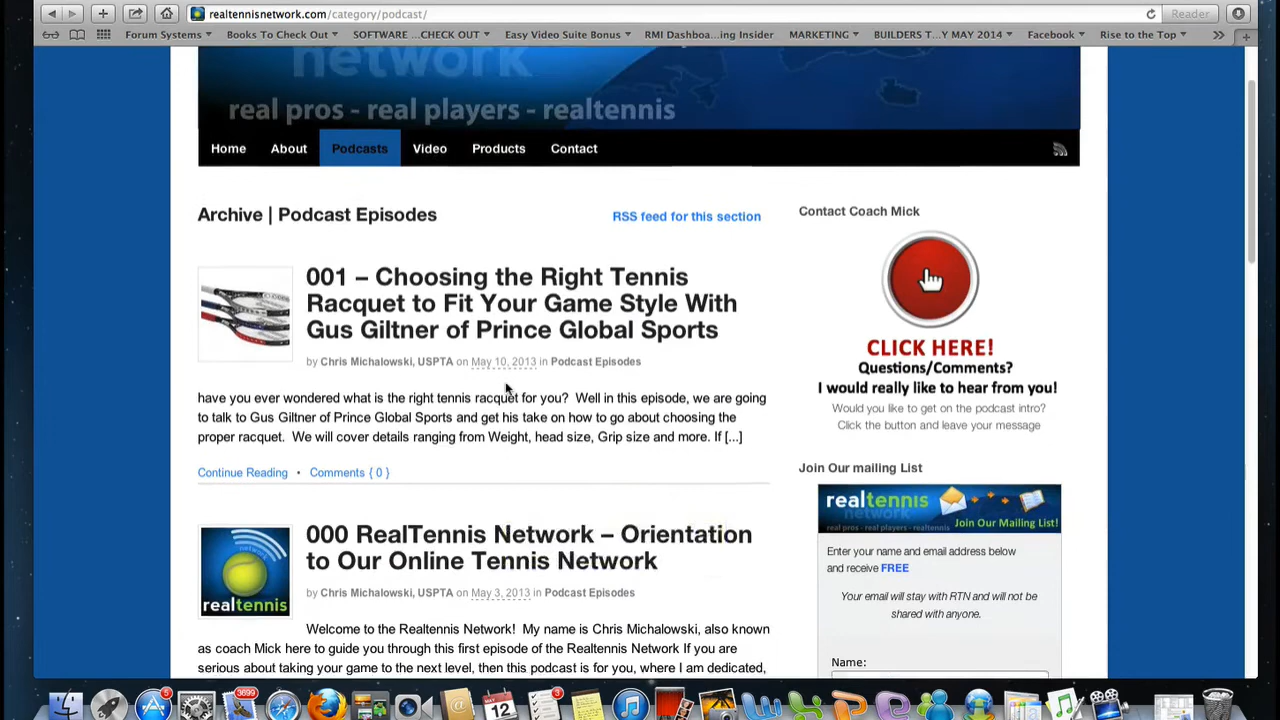 realtennisnetwork.com/category/podcast/
Reader
Forum Systems
Books To Check Out
SOFTWARE ...CHECK OUT
Easy Video Suite Bonus
RMI Dashboa...ing Insider
MARKETING
BUILDERS T...Y MAY 2014
Facebook
Rise to the Top
network
real pros - real players - realtennis
Home
About
Podcasts
Video
Products
Contact
Archive | Podcast Episodes
RSS feed for this section
001 – Choosing the Right Tennis
Racquet to Fit Your Game Style With
Gus Giltner of Prince Global Sports
by Chris Michalowski, USPTA on May 10, 2013 in Podcast Episodes
have you ever wondered what is the right tennis racquet for you?  Well in this episode, we are going
to talk to Gus Giltner of Prince Global Sports and get his take on how to go about choosing the
proper racquet.  We will cover details ranging from Weight, head size, Grip size and more. If [...]
Continue Reading • Comments { 0 }
network
realtennis
000 RealTennis Network – Orientation
to Our Online Tennis Network
by Chris Michalowski, USPTA on May 3, 2013 in Podcast Episodes
Welcome to the Realtennis Network!  My name is Chris Michalowski, also known
as coach Mick here to guide you through this first episode of the Realtennis Network If you are
serious about taking your game to the next level, then this podcast is for you, where I am dedicated,
Contact Coach Mick
CLICK HERE!
Questions/Comments?
I would really like to hear from you!
Would you like to get on the podcast intro?
Click the button and leave your message
Join Our mailing List
realtennis
network
real pros - real players - realtennis
Join Our Mailing List!
Enter your name and email address below
and receive FREE
Your email will stay with RTN and will not be
shared with anyone.
Name:
5
3699
12
3